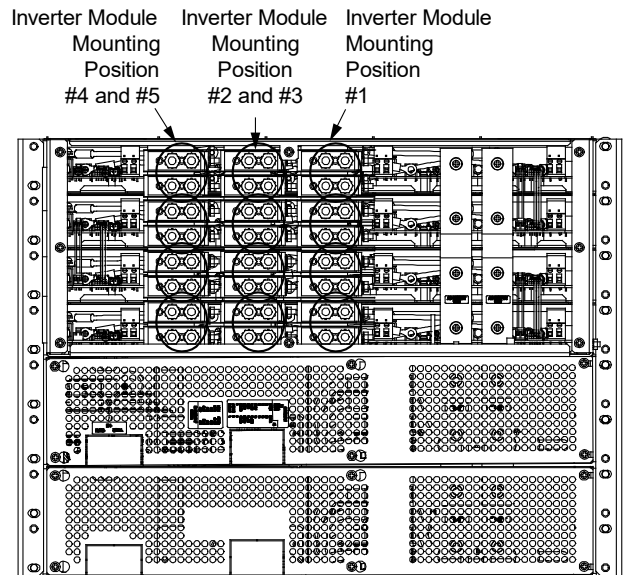 Inverter Module
Mounting
Position
#4 and #5
Inverter Module
Mounting
Position
#2 and #3
Inverter Module
Mounting
Position
#1